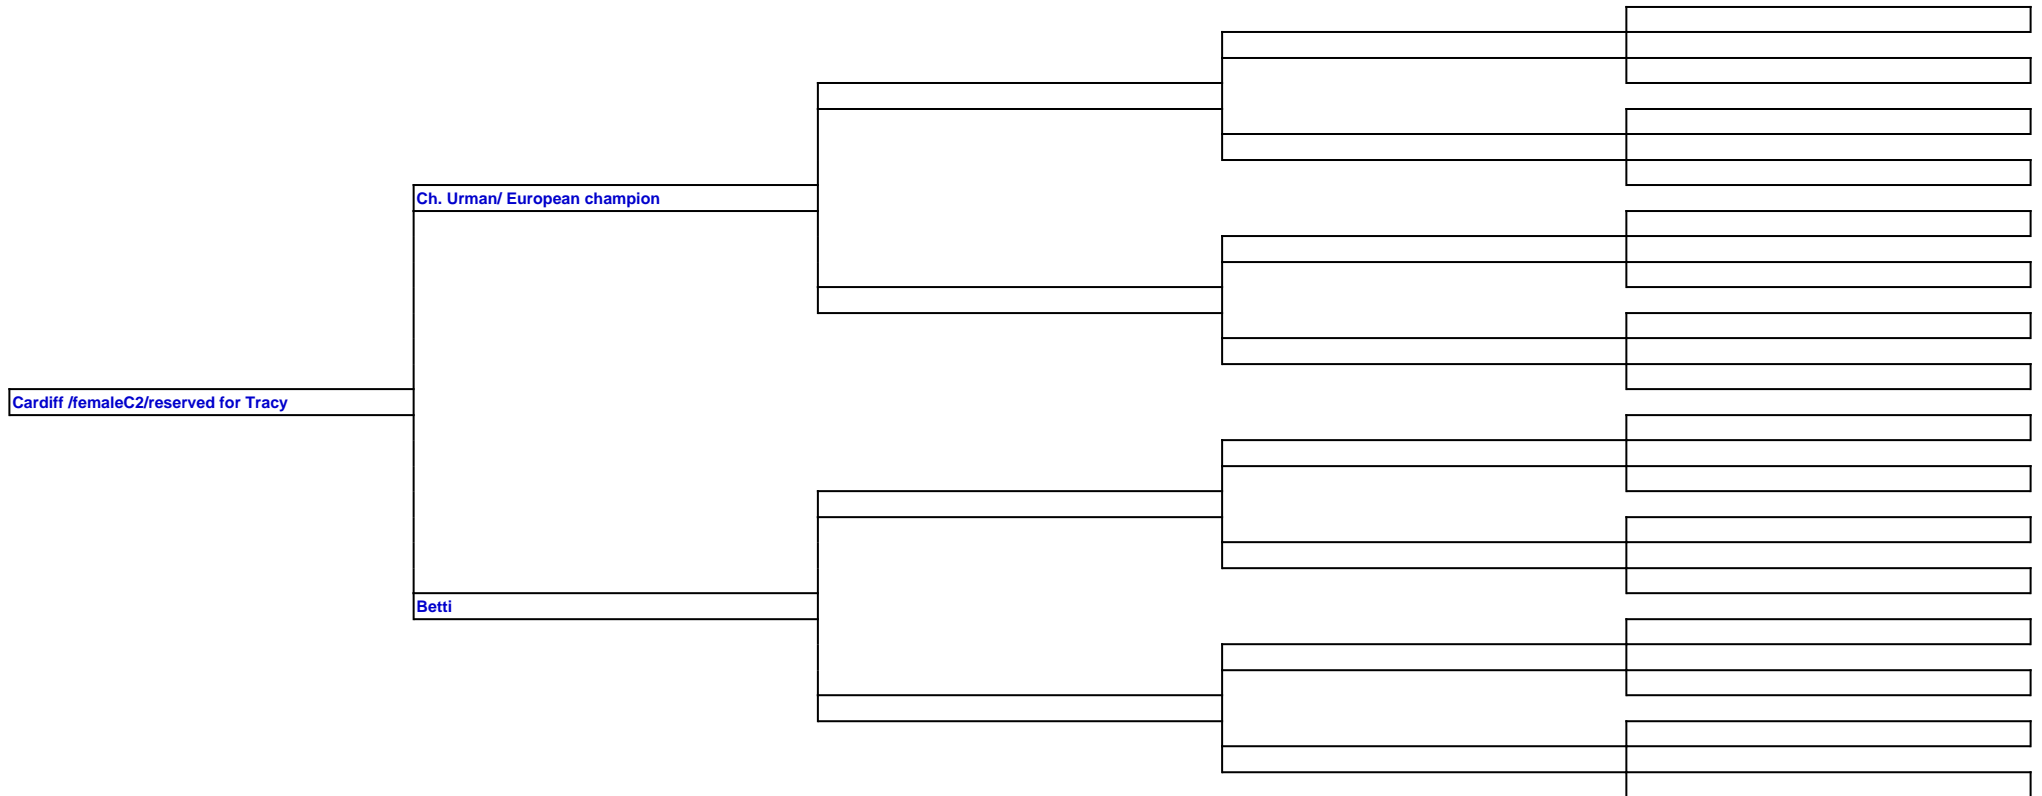 Ch. Urman/ European champion
Cardiff /femaleC2/reserved for Tracy
Betti